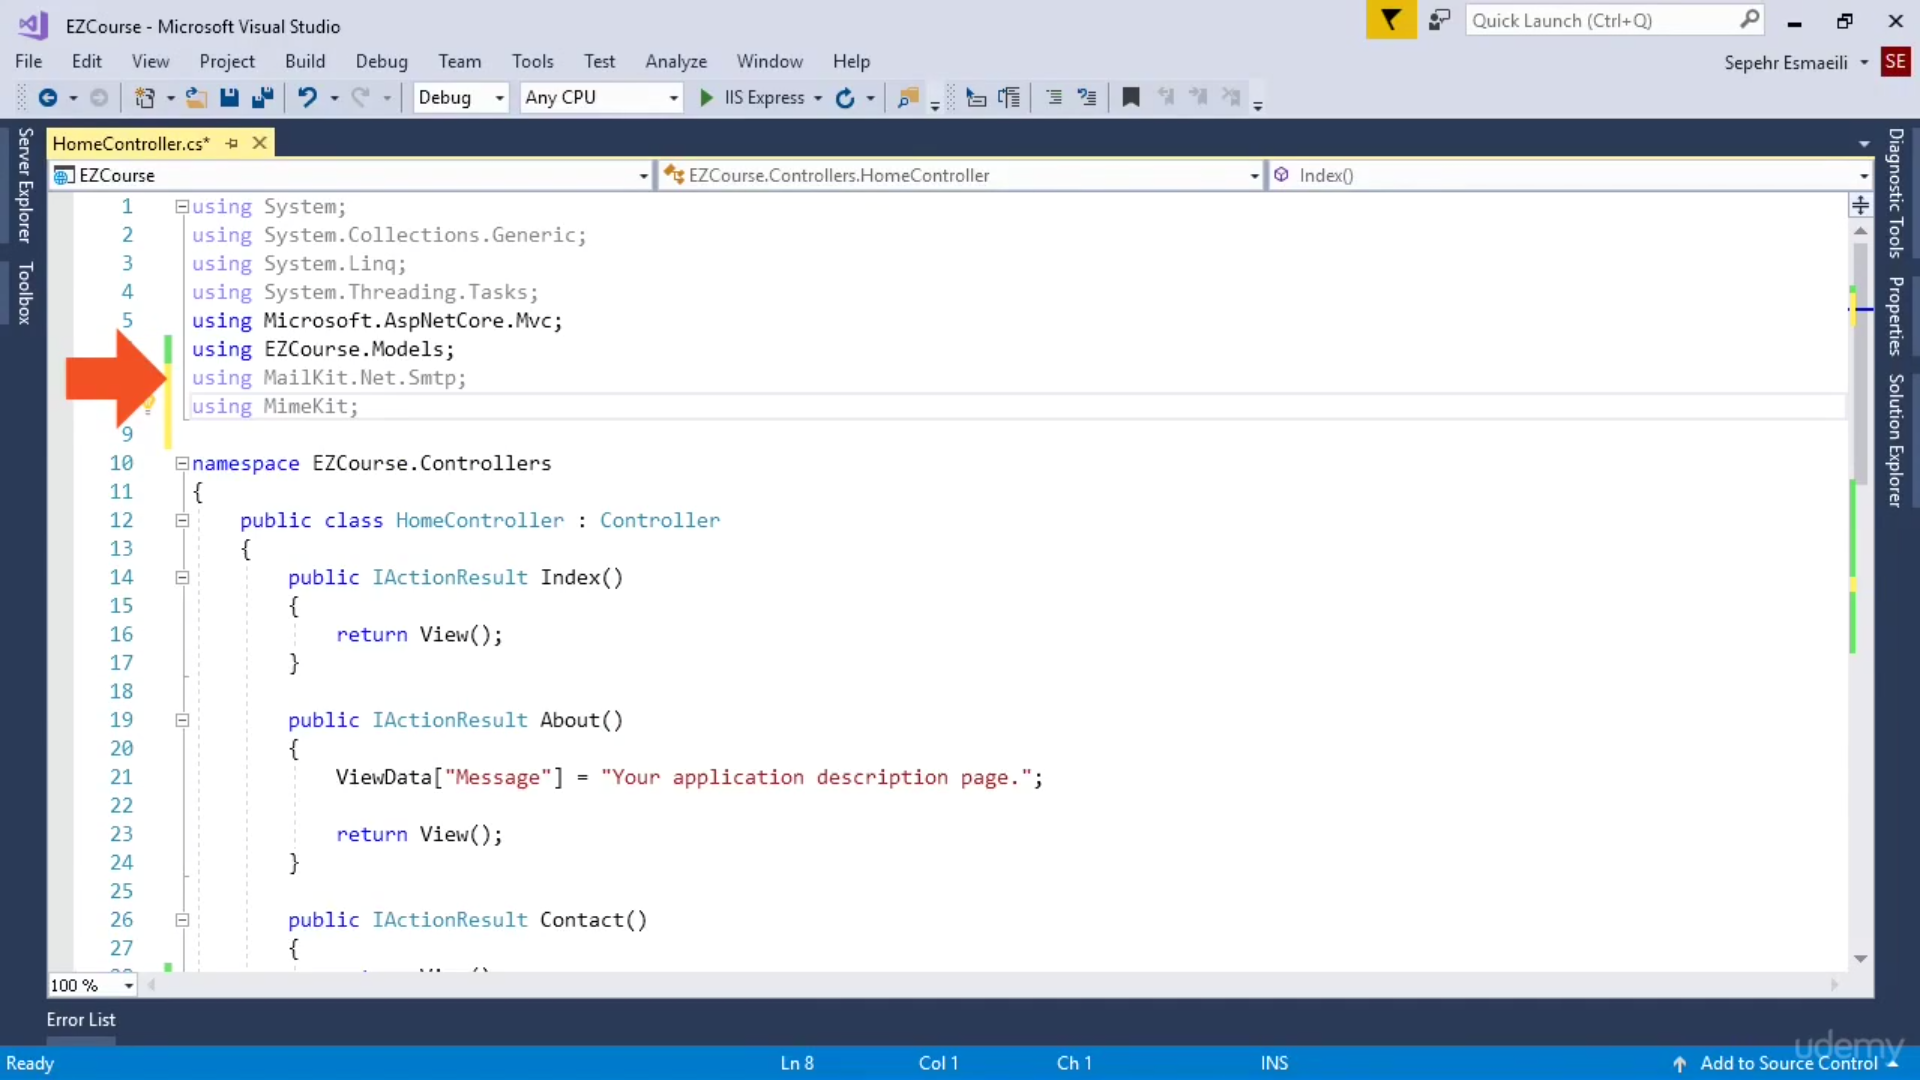 EZCourse - Microsoft Visual Studio
Quick Launch (Ctrl+Q)
File Edit View Project Build Debug Team Tools Test Analyze Window Help
Sepehr Esmaeili SE
Debug Any CPU IIS Express
Server Explorer
Toolbox
HomeController.cs*
EZCourse EZCourse.Controllers.HomeController Index()
1 using System;
2 using System.Collections.Generic;
3 using System.Linq;
4 using System.Threading.Tasks;
5 using Microsoft.AspNetCore.Mvc;
using EZCourse.Models;
using MailKit.Net.Smtp;
using MimeKit;
9
10 namespace EZCourse.Controllers
11 {
12 public class HomeController : Controller
13 {
14 public IActionResult Index()
15 {
16 return View();
17 }
18
19 public IActionResult About()
20 {
21 ViewData["Message"] = "Your application description page.";
22
23 return View();
24 }
25
26 public IActionResult Contact()
27 {
Diagnostic Tools
Properties
Solution Explorer
100 %
Error List
Ready Ln 8 Col 1 Ch 1 INS Add to Source Control
udemy